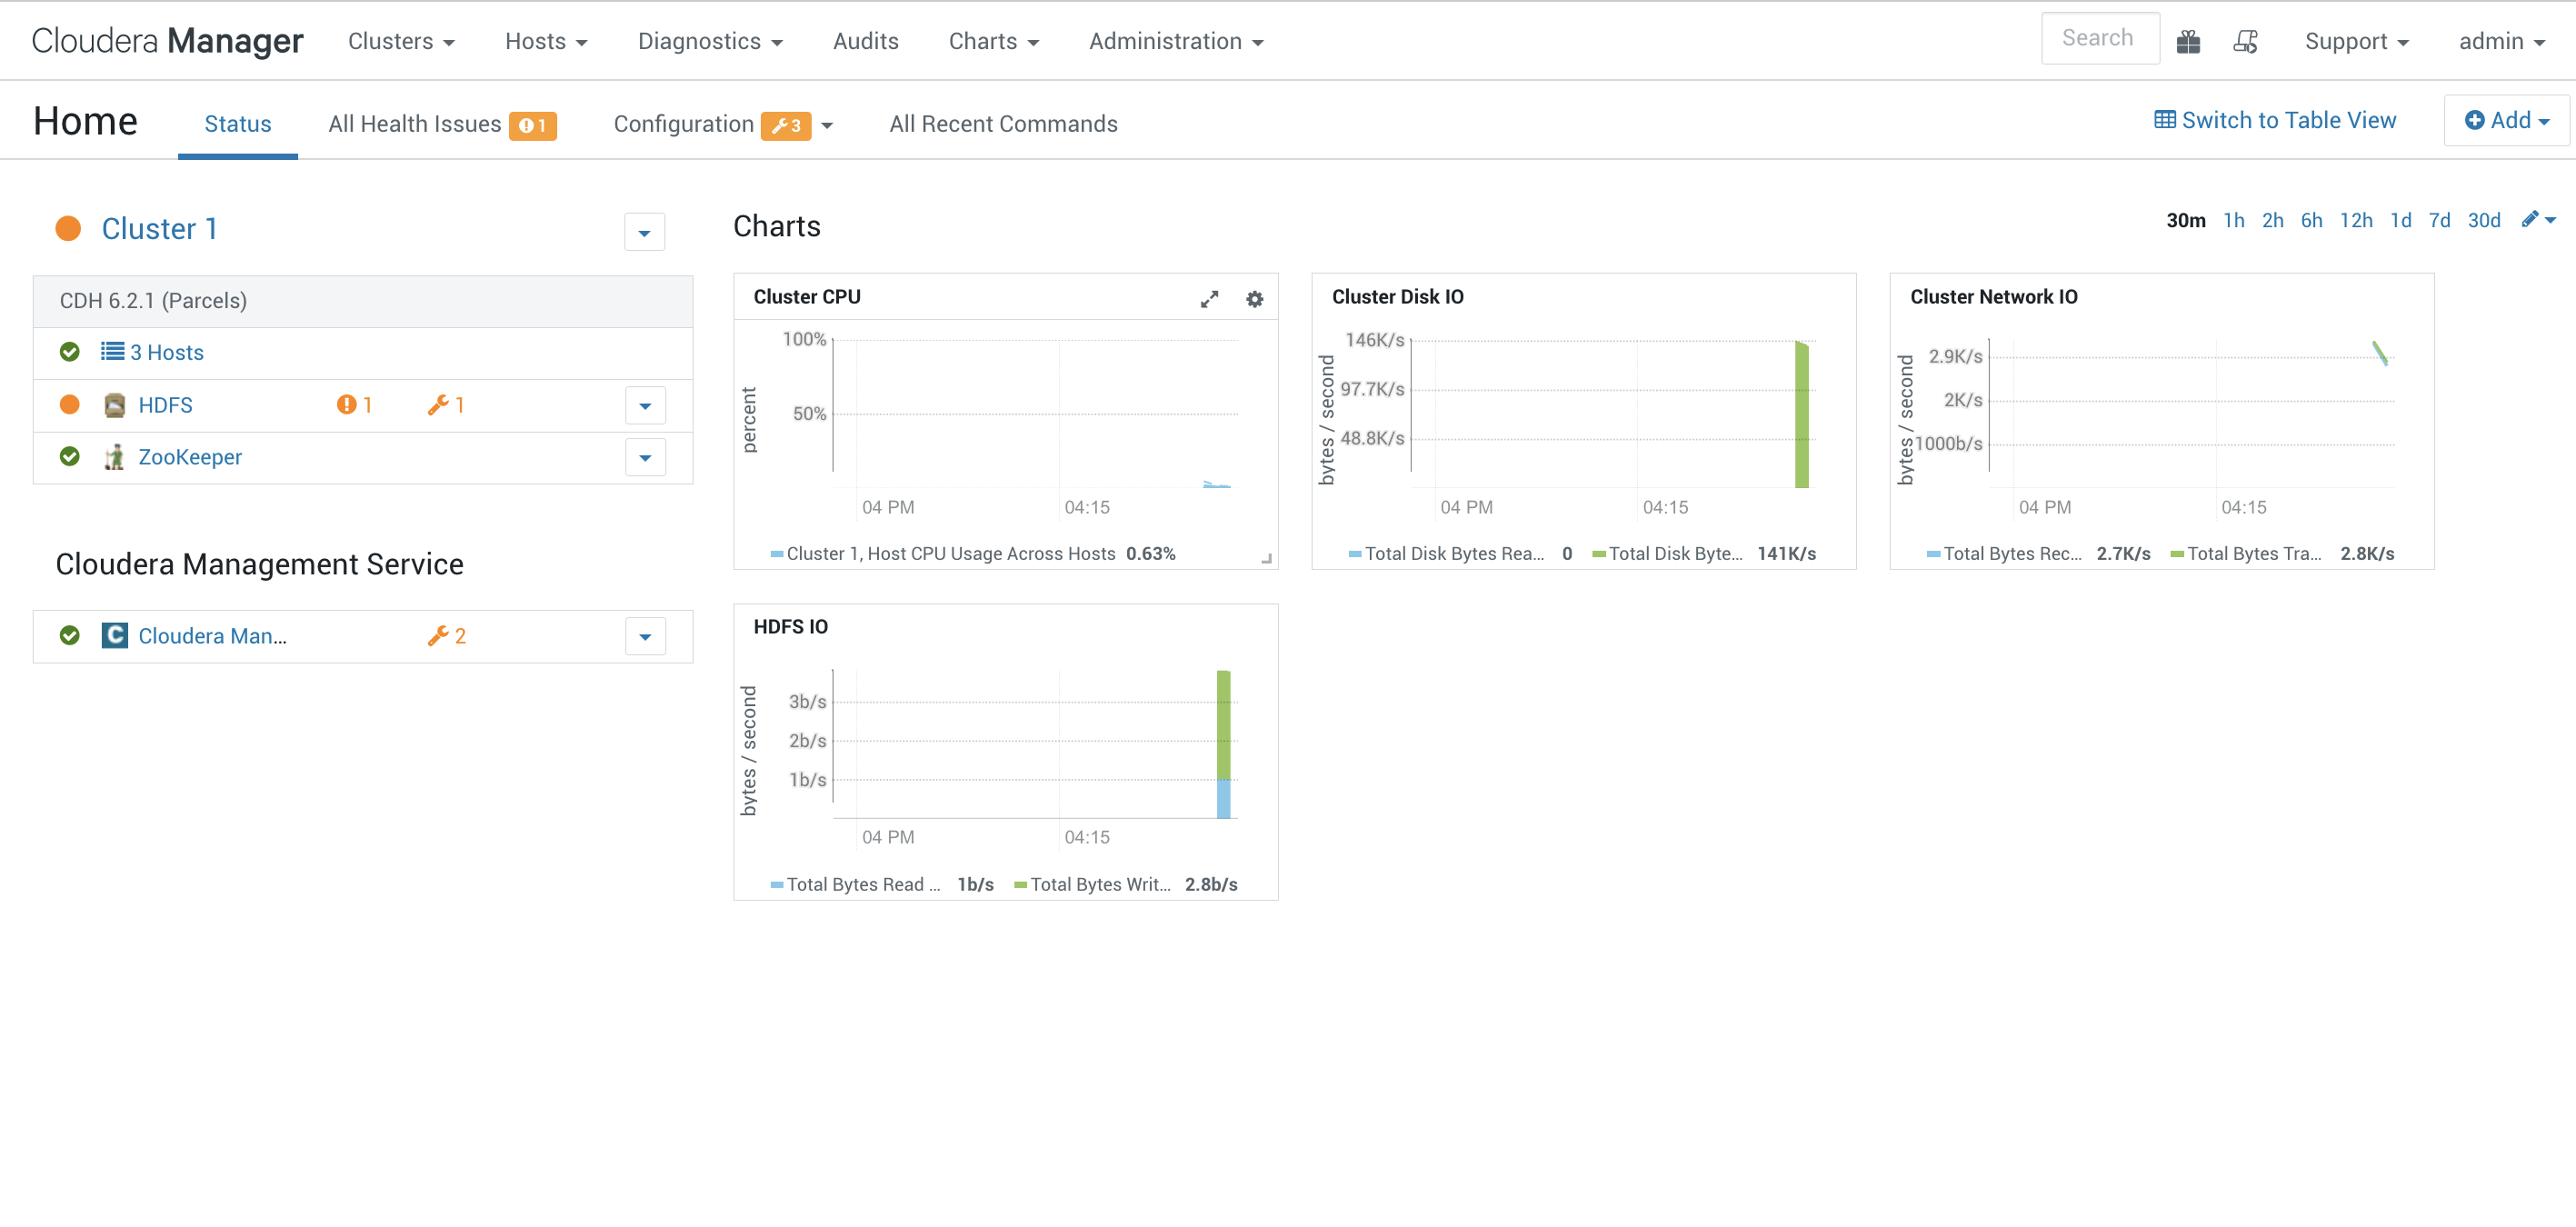 Cloudera Manager Clusters Hosts Diagnostics Audits Charts Administration Search Support admin
Home Status All Health Issues 1 Configuration 3 All Recent Commands Switch to Table View Add
Cluster 1
CDH 6.2.1 (Parcels)
3 Hosts
HDFS 1 1
ZooKeeper
Cloudera Management Service
Cloudera Man... 2
Charts
30m 1h 2h 6h 12h 1d 7d 30d
Cluster CPU
percent
100%
50%
04 PM 04:15
Cluster 1, Host CPU Usage Across Hosts 0.63%
Cluster Disk IO
bytes / second
146K/s
97.7K/s
48.8K/s
04 PM 04:15
Total Disk Bytes Rea... 0 Total Disk Byte... 141K/s
Cluster Network IO
bytes / second
2.9K/s
2K/s
1000b/s
04 PM 04:15
Total Bytes Rec... 2.7K/s Total Bytes Tra... 2.8K/s
HDFS IO
bytes / second
3b/s
2b/s
1b/s
04 PM 04:15
Total Bytes Read ... 1b/s Total Bytes Writ... 2.8b/s